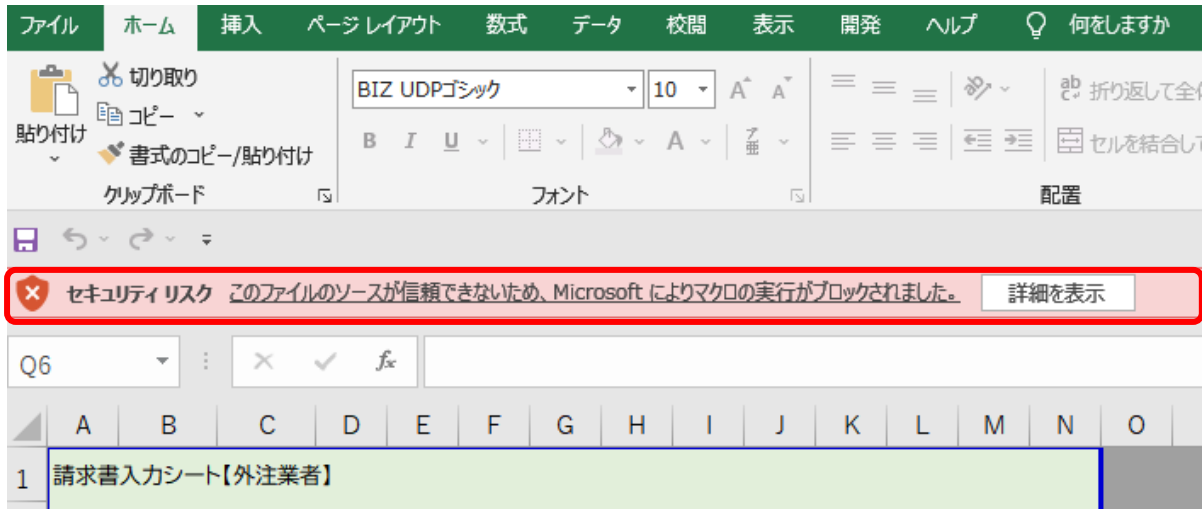 ファイル ホーム 挿入 ページ レイアウト 数式 データ 校閲 表示 開発 ヘルプ 何をしますか
切り取り
コピー
書式のコピー/貼り付け
貼り付け
クリップボード
BIZ UDPゴシック 10 A A
B I U A
フォント
ab 折り返して全
セルを結合して
配置
セキュリティ リスク このファイルのソースが信頼できないため、Microsoft によりマクロの実行がブロックされました。 詳細を表示
Q6 fx
A B C D E F G H I J K L M N O
1 請求書入力シート【外注業者】